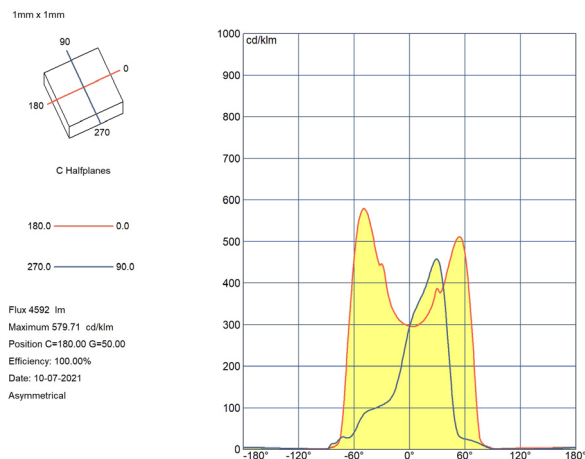 1mm x 1mm
90
0
180
270
C Halfplanes
180.0 0.0
270.0 90.0
Flux 4592 lm
Maximum 579.71 cd/klm
Position C=180.00 G=50.00
Efficiency: 100.00%
Date: 10-07-2021
Asymmetrical
cd/klm
1000
900
800
700
600
500
400
300
200
100
0
-180° -120° -60° 0° 60° 120° 180°